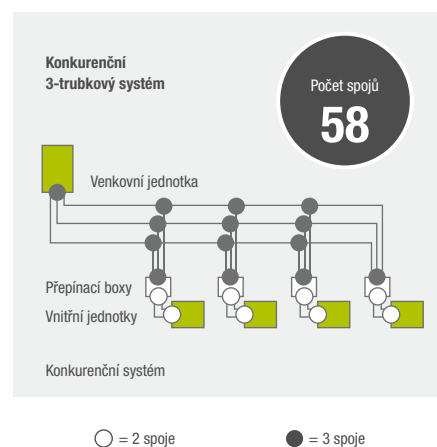 Konkurenční
3-trubkový systém
Počet spojů
58
Venkovní jednotka
Přepínací boxy
Vnitřní jednotky
Konkurenční systém
= 2 spoje
= 3 spoje